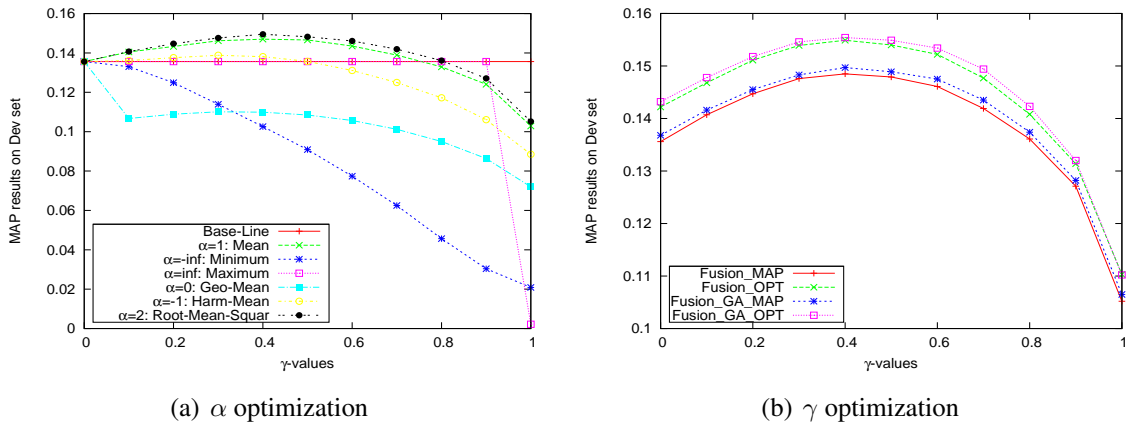 0.16
0.14
0.12
0.1
0.08
0.06
0.04
0.02
0
MAP results on Dev set
Base-Line
α=1: Mean
α=-inf: Minimum
α=inf: Maximum
α=0: Geo-Mean
α=-1: Harm-Mean
α=2: Root-Mean-Squar
0 0.2 0.4 0.6 0.8 1
γ-values
(a) α optimization
0.16
0.15
0.14
0.13
0.12
0.11
0.1
MAP results on Dev set
Fusion_MAP
Fusion_OPT
Fusion_GA_MAP
Fusion_GA_OPT
0 0.2 0.4 0.6 0.8 1
γ-values
(b) γ optimization